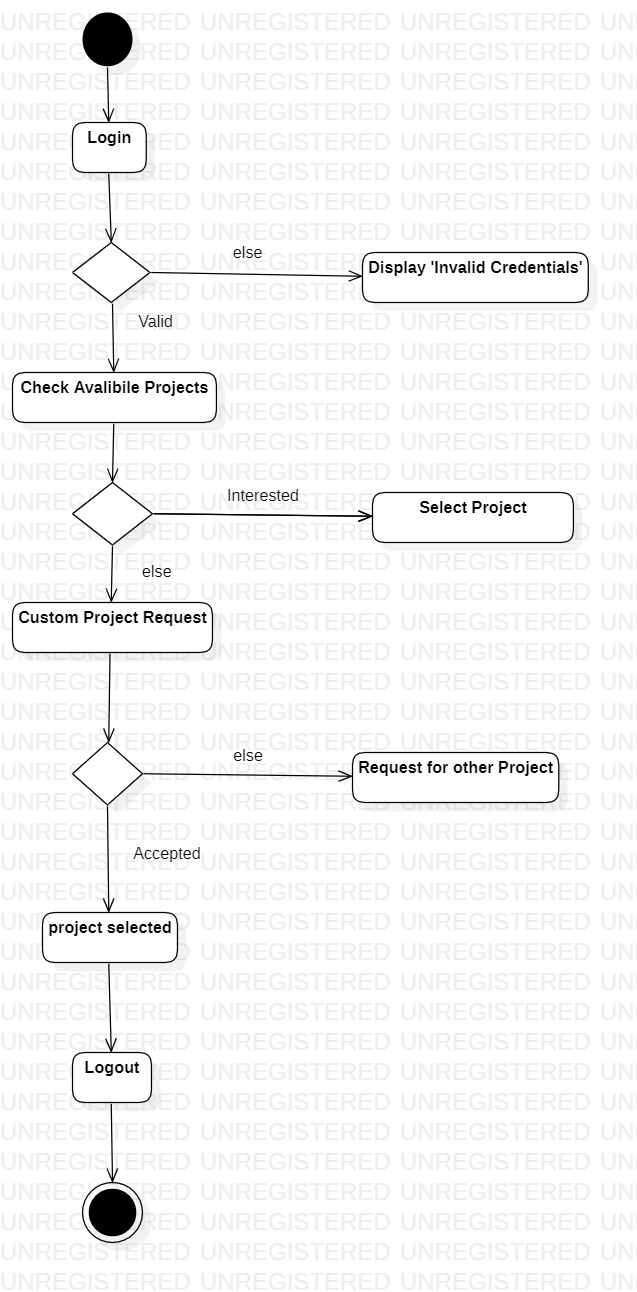 Login
else
Display 'Invalid Credentials'
Valid
Check Avalibile Projects
Interested
Select Project
else
Custom Project Request
else
Request for other Project
Accepted
project selected
Logout
UNREGISTERED